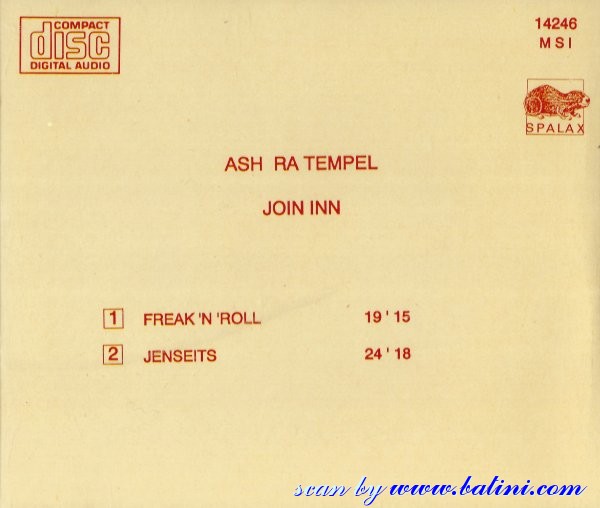 COMPACT
disc
DIGITAL AUDIO
14246
MSI
SPALAX
ASH RA TEMPEL
JOIN INN
1 FREAK 'N 'ROLL 19 ' 15
2 JENSEITS 24 ' 18
scan by www.batini.com